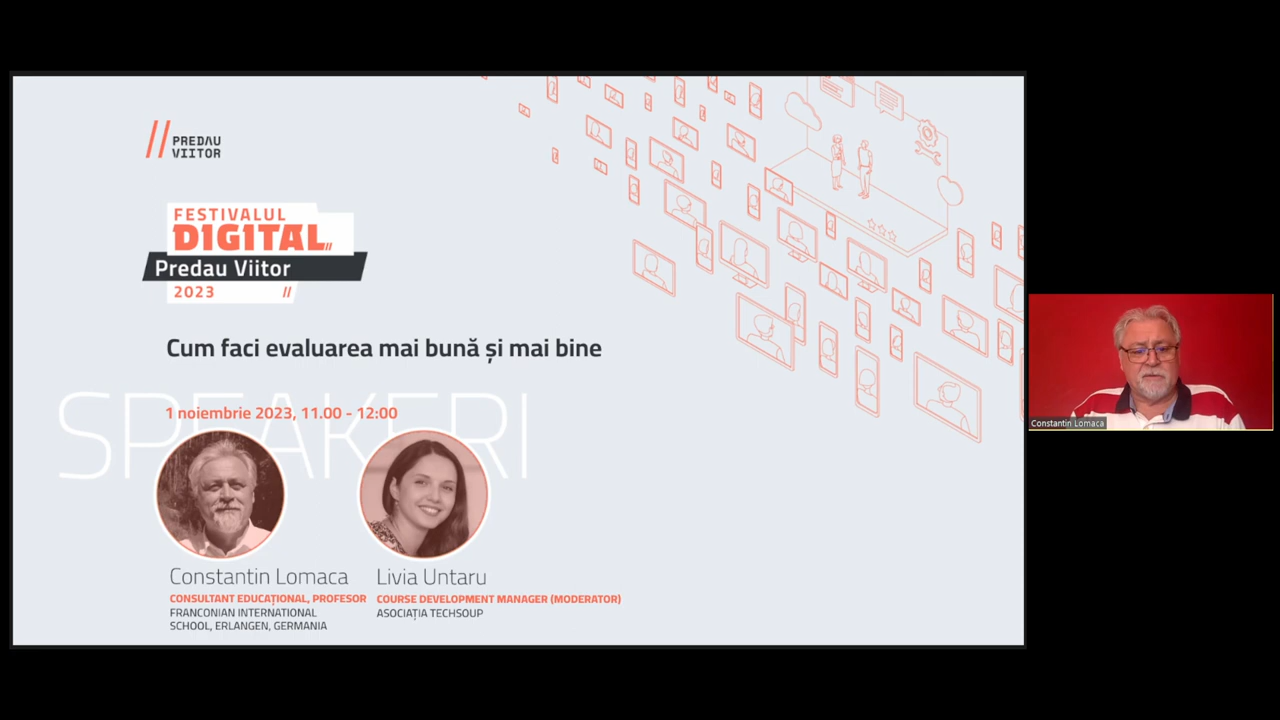 // PREDAU
VIITOR
FESTIVALUL
DIGITAL//
Predau Viitor
2023 //
Cum faci evaluarea mai bună și mai bine
SPEAKERI
1 noiembrie 2023, 11.00 - 12:00
Constantin Lomaca
CONSULTANT EDUCAȚIONAL, PROFESOR
FRANCONIAN INTERNATIONAL
SCHOOL, ERLANGEN, GERMANIA
Livia Untaru
COURSE DEVELOPMENT MANAGER (MODERATOR)
ASOCIAȚIA TECHSOUP
Constantin Lomaca